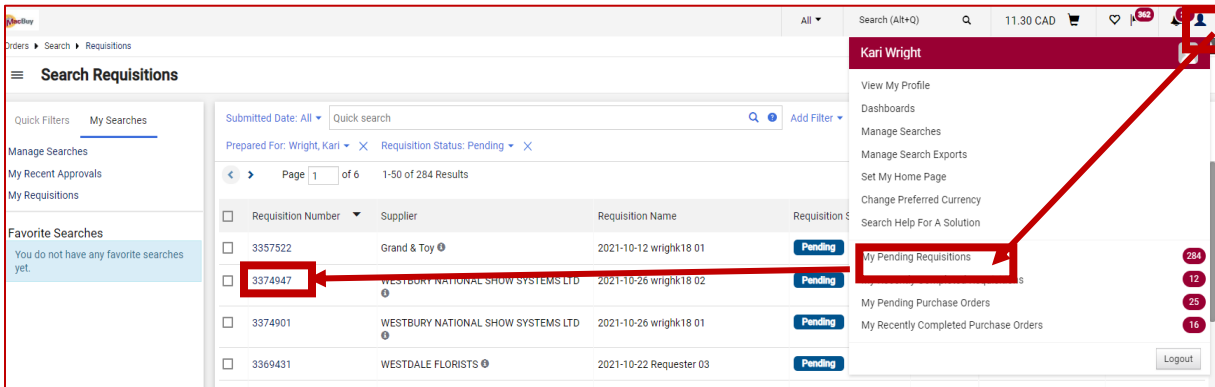 MacBuy
All
Search (Alt+Q)
11.30 CAD
362
Orders Search Requisitions
Search Requisitions
Quick Filters My Searches
Manage Searches
My Recent Approvals
My Requisitions
Favorite Searches
You do not have any favorite searches
yet.
Submitted Date: All Quick search Add Filter
Prepared For: Wright, Kari Requisition Status: Pending
Page 1 of 6 1-50 of 284 Results
Requisition Number Supplier Requisition Name Requisition S
3357522 Grand & Toy 2021-10-12 wrighk18 01 Pending
3374947 WESTBURY NATIONAL SHOW SYSTEMS LTD 2021-10-26 wrighk18 02 Pending
3374901 WESTBURY NATIONAL SHOW SYSTEMS LTD 2021-10-26 wrighk18 01 Pending
3369431 WESTDALE FLORISTS 2021-10-22 Requester 03 Pending
Kari Wright
View My Profile
Dashboards
Manage Searches
Manage Search Exports
Set My Home Page
Change Preferred Currency
Search Help For A Solution
My Pending Requisitions 284
12
My Pending Purchase Orders 25
My Recently Completed Purchase Orders 16
Logout